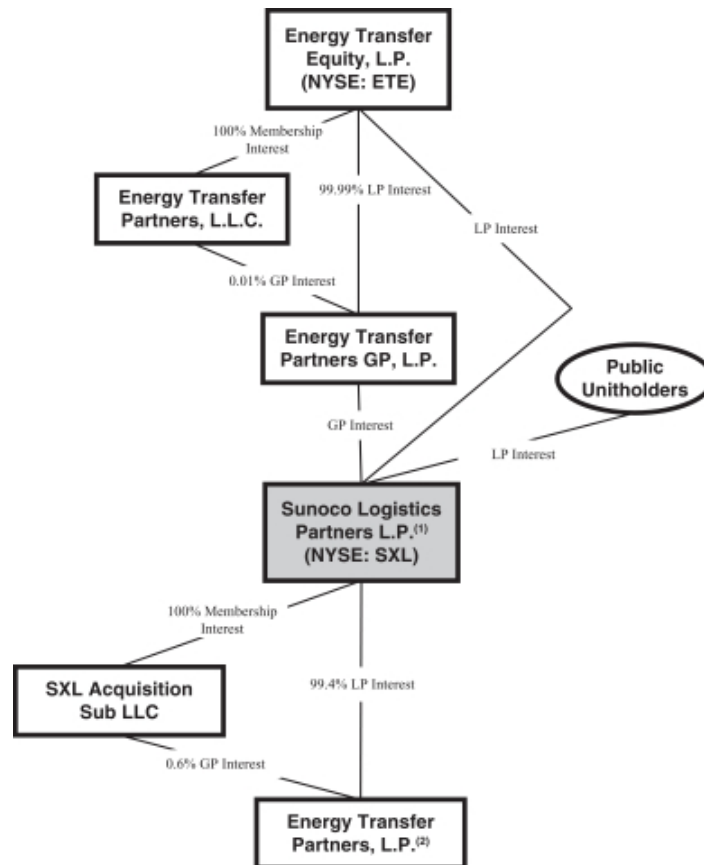 Energy Transfer
Equity, L.P.
(NYSE: ETE)
100% Membership
Interest
99.99% LP Interest
Energy Transfer
Partners, L.L.C.
LP Interest
0.01% GP Interest
Energy Transfer
Partners GP, L.P.
Public
Unitholders
GP Interest
LP Interest
Sunoco Logistics
Partners L.P.(1)
(NYSE: SXL)
100% Membership
Interest
SXL Acquisition
Sub LLC
99.4% LP Interest
0.6% GP Interest
Energy Transfer
Partners, L.P.(2)